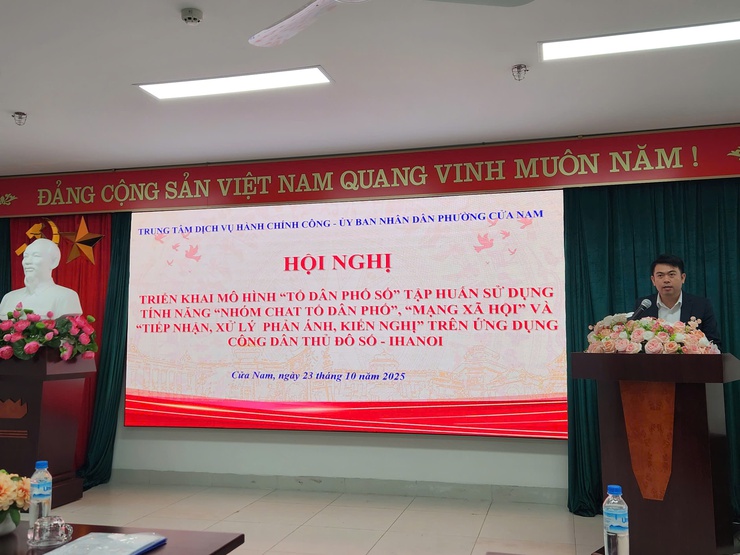 ĐẢNG CỘNG SẢN VIỆT NAM QUANG VINH MUÔN NĂM !
TRUNG TÂM DỊCH VỤ HÀNH CHÍNH CÔNG - ỦY BAN NHÂN DÂN PHƯỜNG CỬA NAM
HỘI NGHỊ
TRIỂN KHAI MÔ HÌNH “TỔ DÂN PHỐ SỐ” TẬP HUẤN SỬ DỤNG
TÍNH NĂNG “NHÓM CHAT TỔ DÂN PHỐ”, “MẠNG XÃ HỘI” VÀ
“TIẾP NHẬN, XỬ LÝ PHẢN ÁNH, KIẾN NGHỊ” TRÊN ỨNG DỤNG
CÔNG DÂN THỦ ĐÔ SỐ - IHANOI
Cửa Nam, ngày 23 tháng 10 năm 2025